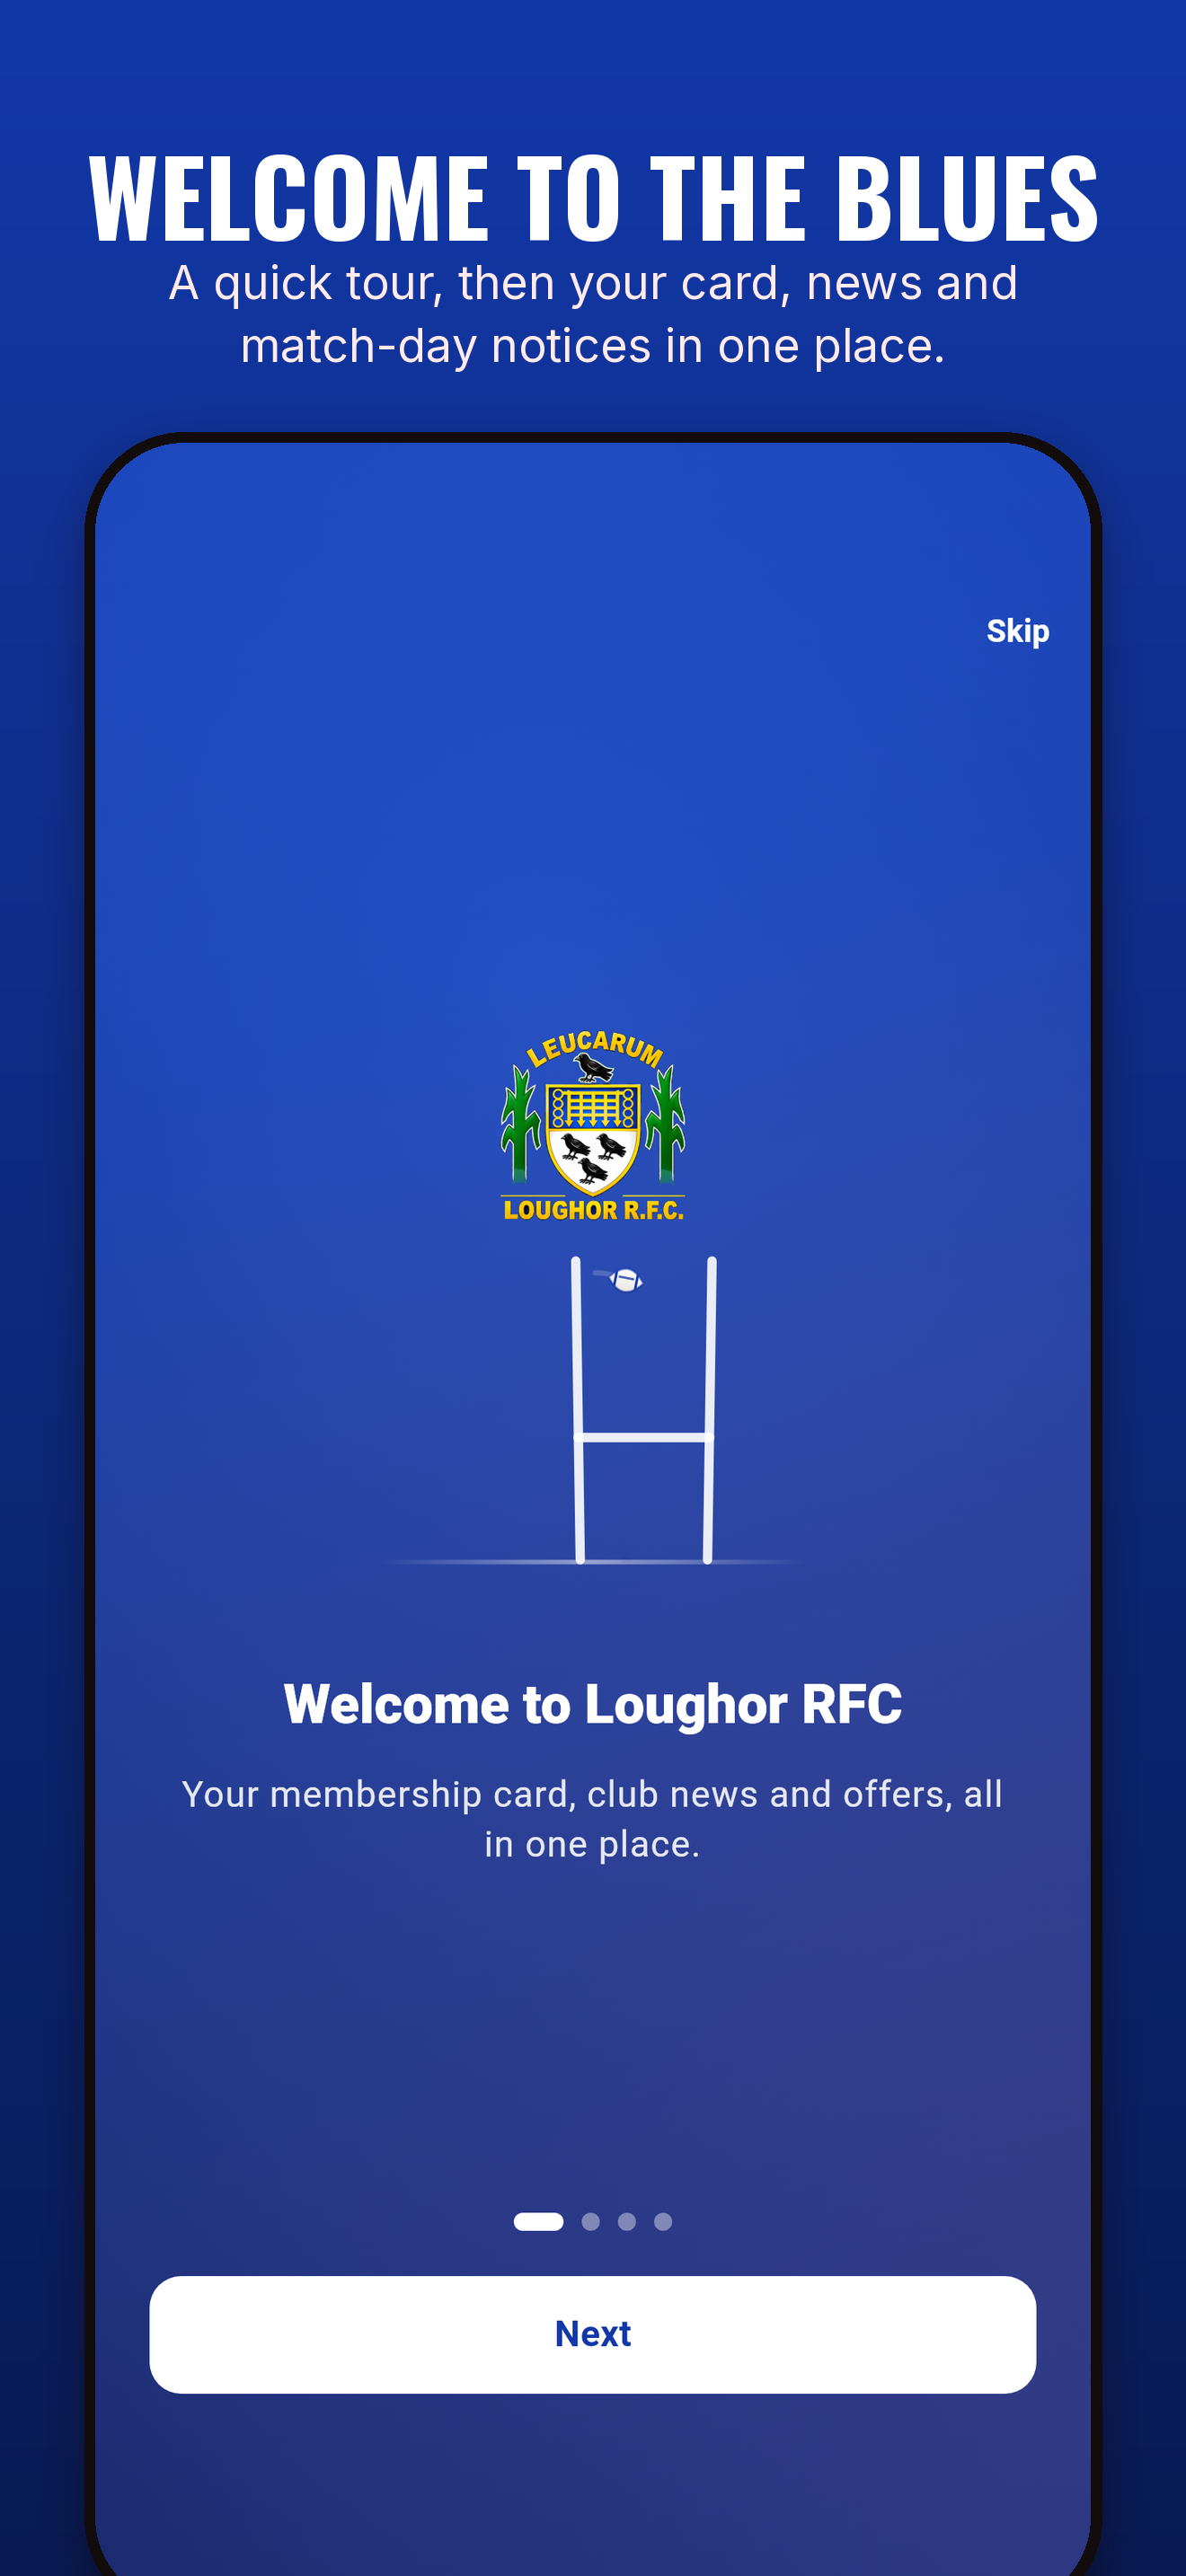 WELCOME TO THE BLUES
A quick tour, then your card, news and
match-day notices in one place.
Skip
LEUCARUM
LOUGHOR R.F.C.
Welcome to Loughor RFC
Your membership card, club news and offers, all
in one place.
Next